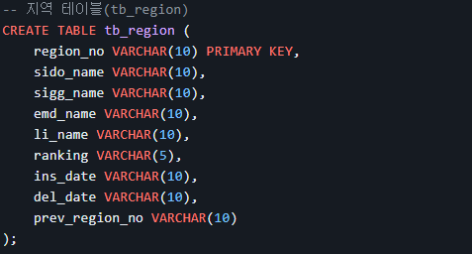 -- 지역 테이블(tb_region)
CREATE TABLE tb_region (
    region_no VARCHAR(10) PRIMARY KEY,
    sido_name VARCHAR(10),
    sigg_name VARCHAR(10),
    emd_name VARCHAR(10),
    li_name VARCHAR(10),
    ranking VARCHAR(5),
    ins_date VARCHAR(10),
    del_date VARCHAR(10),
    prev_region_no VARCHAR(10)
);